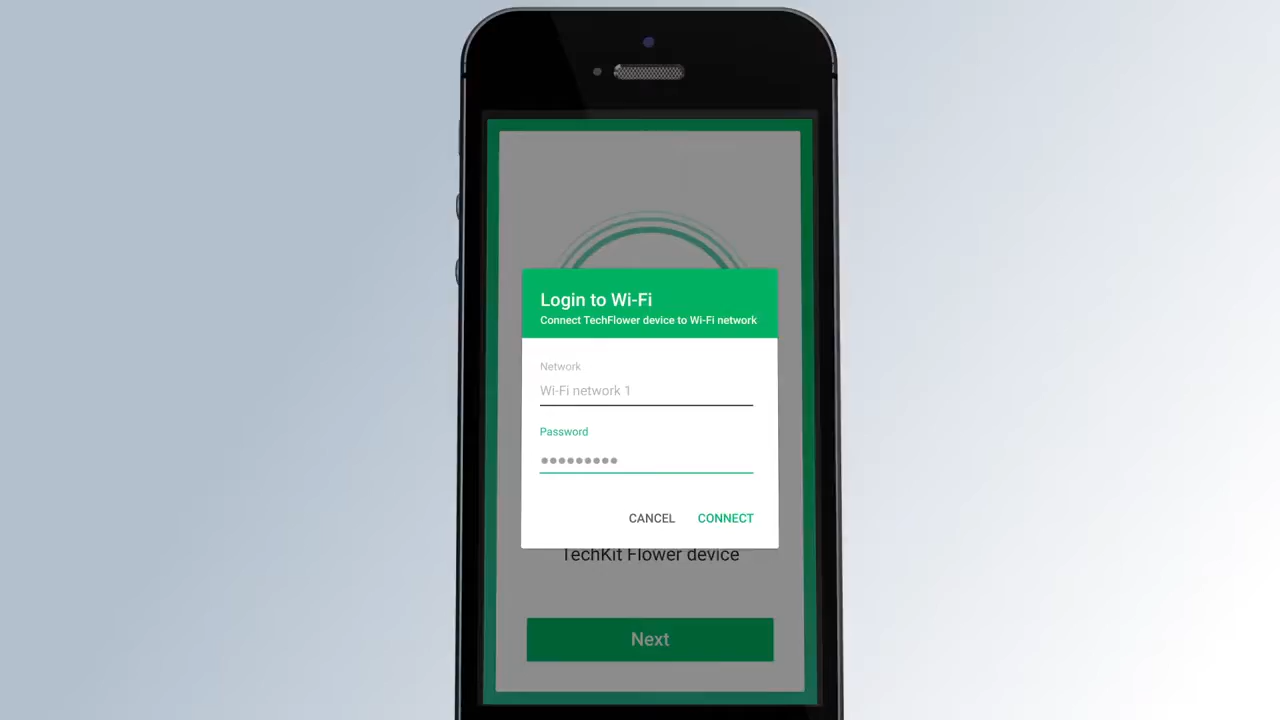 Login to Wi-Fi
Connect TechFlower device to Wi-Fi network
Network
Wi-Fi network 1
Password
●●●●●●●●●
CANCEL CONNECT
TechKit Flower device
Next